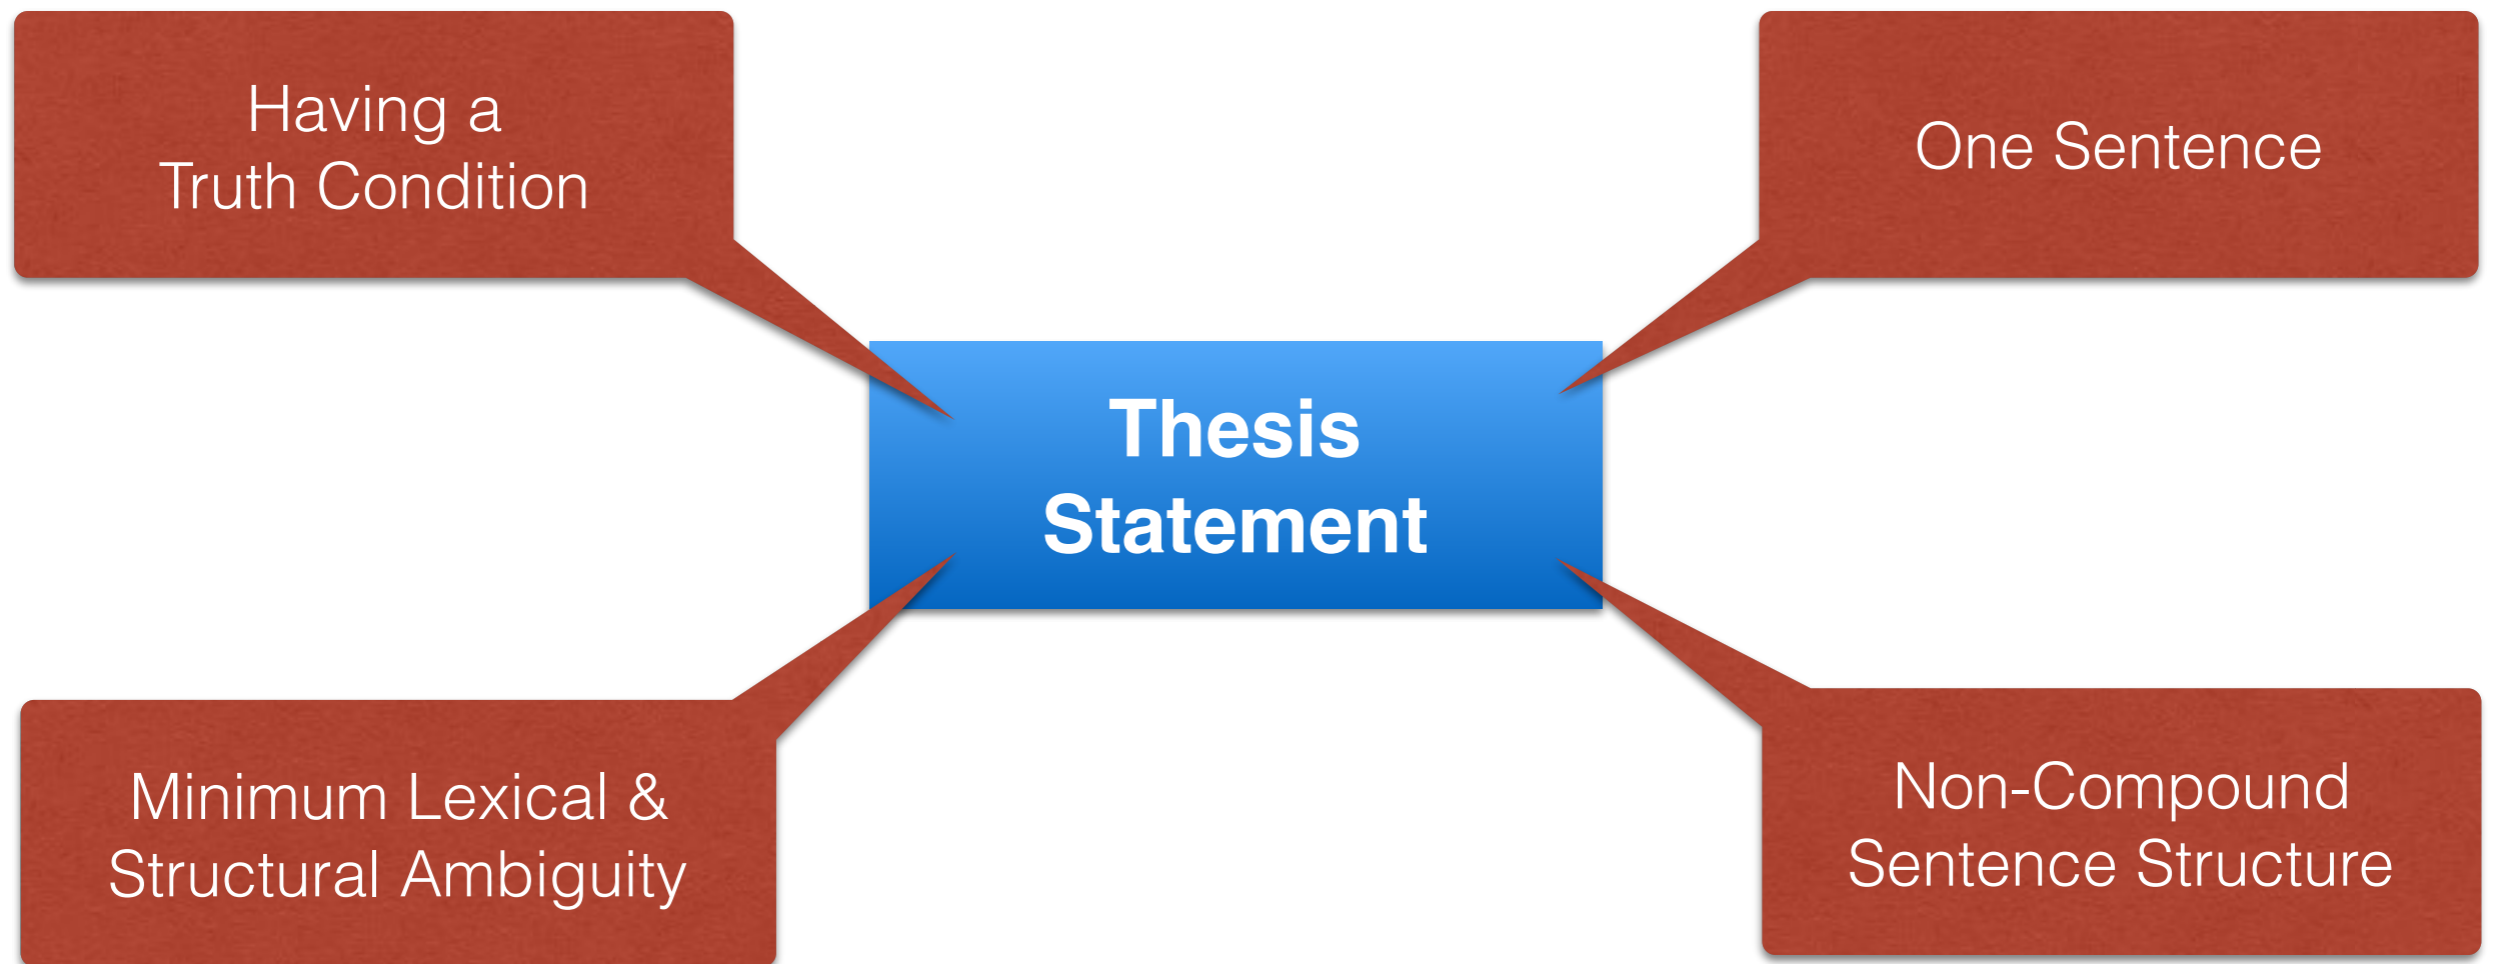 Having a
Truth Condition
One Sentence
Thesis
Statement
Minimum Lexical &
Structural Ambiguity
Non-Compound
Sentence Structure